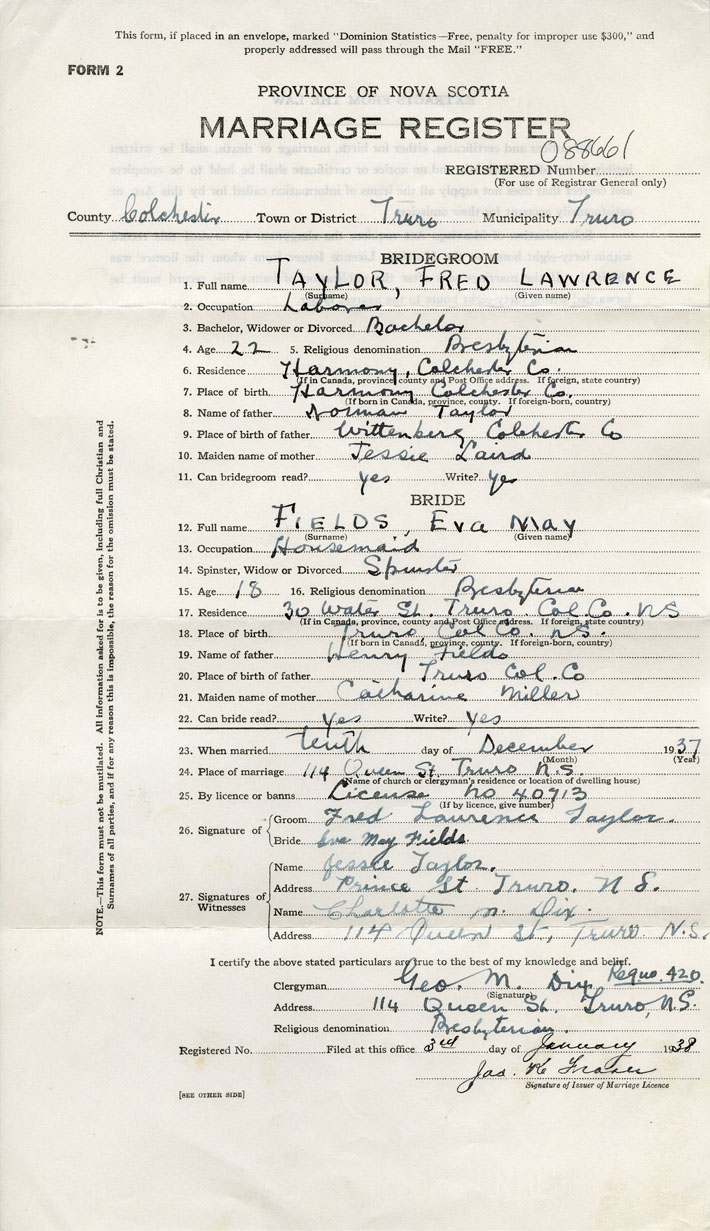 This form, if placed in an envelope, marked "Dominion Statistics—Free, penalty for improper use $300," and
properly addressed will pass through the Mail "FREE."
FORM 2
PROVINCE OF NOVA SCOTIA
MARRIAGE REGISTER
088661
REGISTERED Number
(For use of Registrar General only)
County Colchester Town or District Truro Municipality Truro
BRIDEGROOM
1. Full name TAYLOR, FRED LAWRENCE
(Surname) (Given name)
2. Occupation Laborer
3. Bachelor, Widower or Divorced Bachelor
4. Age 22 5. Religious denomination Presbyterian
6. Residence Harmony, Colchester Co.
(If in Canada, province, county and Post Office address. If foreign, state country)
7. Place of birth Harmony Colchester Co.
(If born in Canada, province, county. If foreign-born, country)
8. Name of father Norman Taylor
9. Place of birth of father Wittenberg Colchester Co
10. Maiden name of mother Jessie Laird
11. Can bridegroom read? yes Write? yes
BRIDE
12. Full name FIELDS, Eva May
(Surname) (Given name)
13. Occupation Housemaid
14. Spinster, Widow or Divorced Spinster
15. Age 18 16. Religious denomination Presbyterian
17. Residence 30 Water St. Truro Col. Co. NS
(If in Canada, province, county and Post Office address. If foreign, state country)
18. Place of birth Truro, Col Co. NS.
(If born in Canada, province, county. If foreign-born, country)
19. Name of father Henry Fields
20. Place of birth of father Truro Col. Co
21. Maiden name of mother Catharine Miller
22. Can bride read? Yes Write? Yes
23. When married tenth day of December 1937
(Month) (Year)
24. Place of marriage 114 Queen St. Truro N.S.
(Name of church or clergyman's residence or location of dwelling house)
25. By licence or banns License no 40713
(If by licence, give number)
26. Signature of Groom Fred Lawrence Taylor.
Bride Eva May Fields.
27. Signatures of Witnesses
Name Jessie Taylor.
Address Prince St Truro. N S.
Name Charlotte M. Dix.
Address 114 Queen St., Truro N.S.
I certify the above stated particulars are true to the best of my knowledge and belief.
Clergyman Geo. M. Dix Requo. 420
(Signature)
Address 114 Queen St. Truro, N.S.
Religious denomination Presbyterian.
Registered No. Filed at this office 3rd day of January 1938
Jas. K Fraser
Signature of Issuer of Marriage Licence
[SEE OTHER SIDE]
NOTE.—This form must not be mutilated. All information asked for is to be given, including full Christian and
Surnames of all parties, and if for any reason this is impossible, the reason for the omission must be stated.